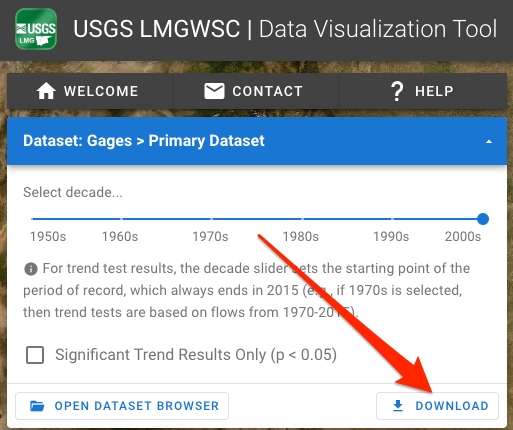 USGS
LMG
USGS LMGWSC | Data Visualization Tool
WELCOME
CONTACT
HELP
Dataset: Gages > Primary Dataset
Select decade...
1950s 1960s 1970s 1980s 1990s 2000s
For trend test results, the decade slider sets the starting point of the
period of record, which always ends in 2015 (e.g., if 1970s is selected,
then trend tests are based on flows from 1970-2015).
Significant Trend Results Only (p < 0.05)
OPEN DATASET BROWSER
DOWNLOAD